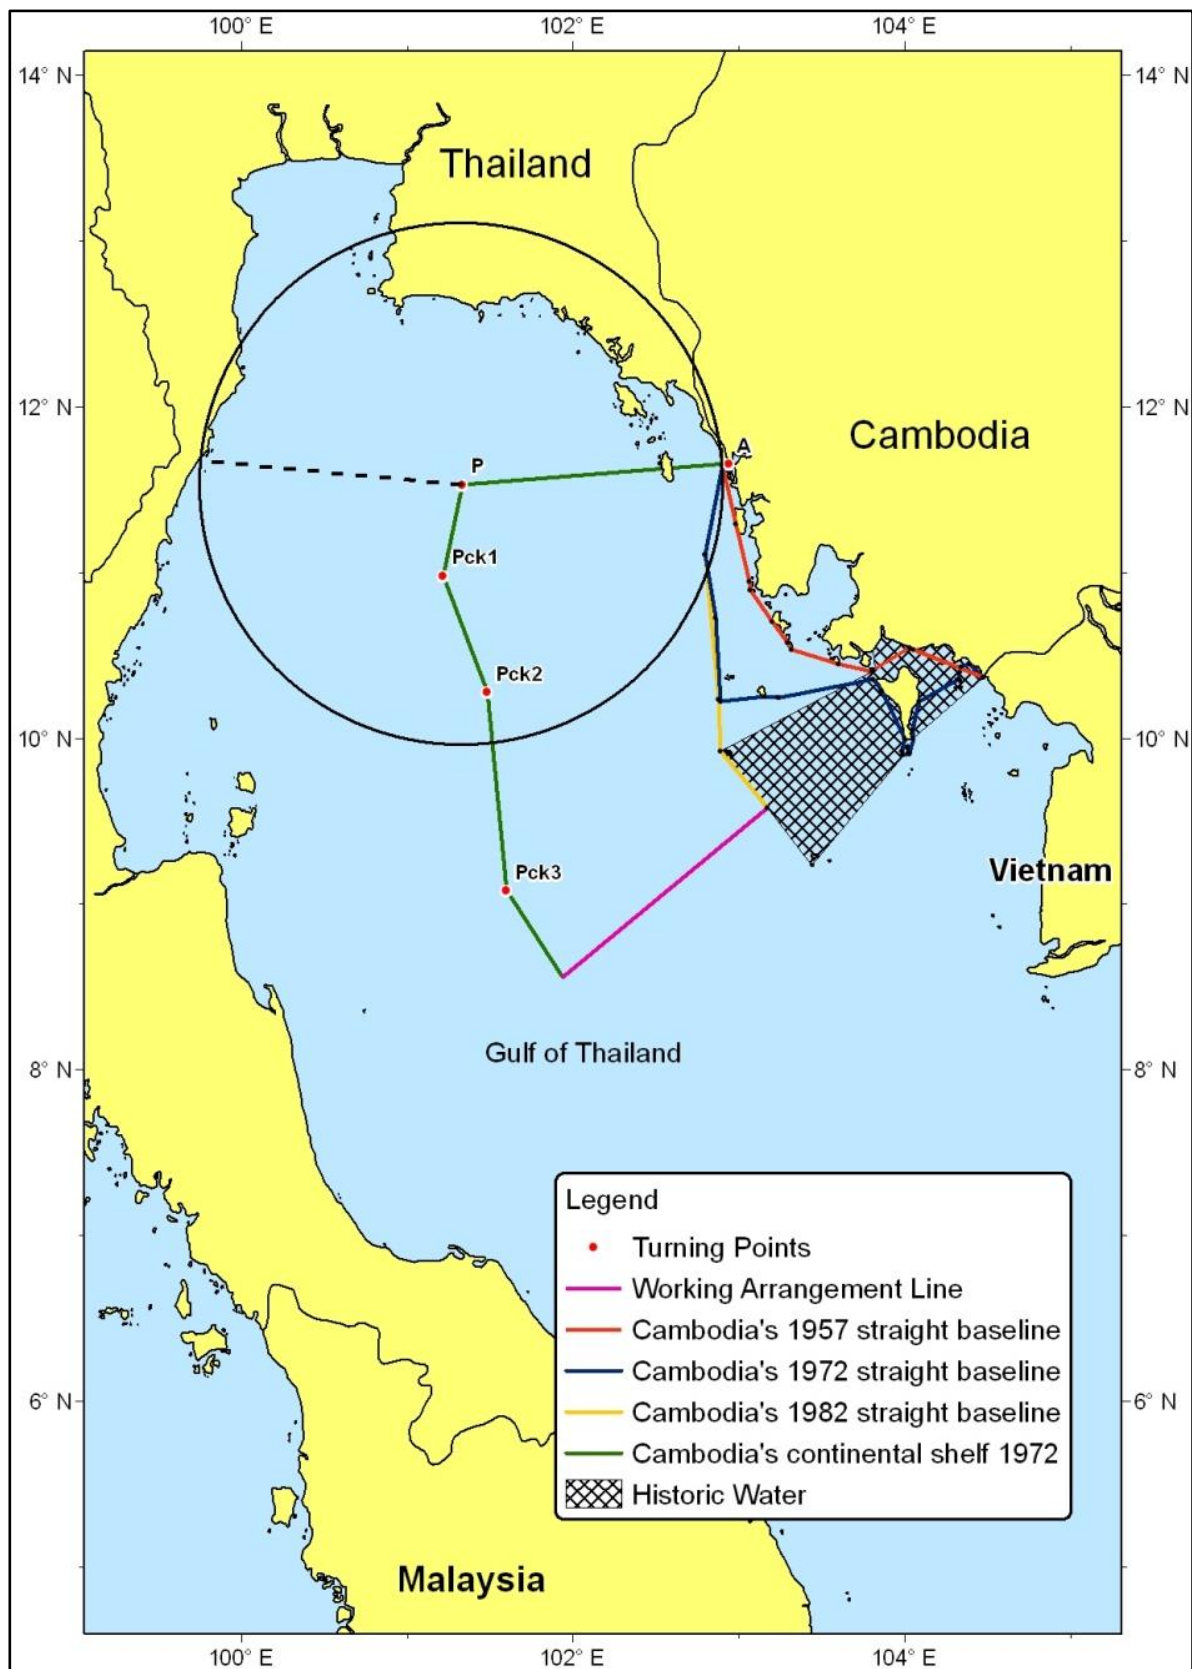 100° E 102° E 104° E
14° N 14° N
Thailand
12° N 12° N
Cambodia
A
P
Pck1
Pck2
10° N 10° N
Pck3
Vietnam
Gulf of Thailand
8° N 8° N
Legend
Turning Points
Working Arrangement Line
Cambodia's 1957 straight baseline
6° N 6° N
Cambodia's 1972 straight baseline
Cambodia's 1982 straight baseline
Cambodia's continental shelf 1972
Historic Water
Malaysia
100° E 102° E 104° E